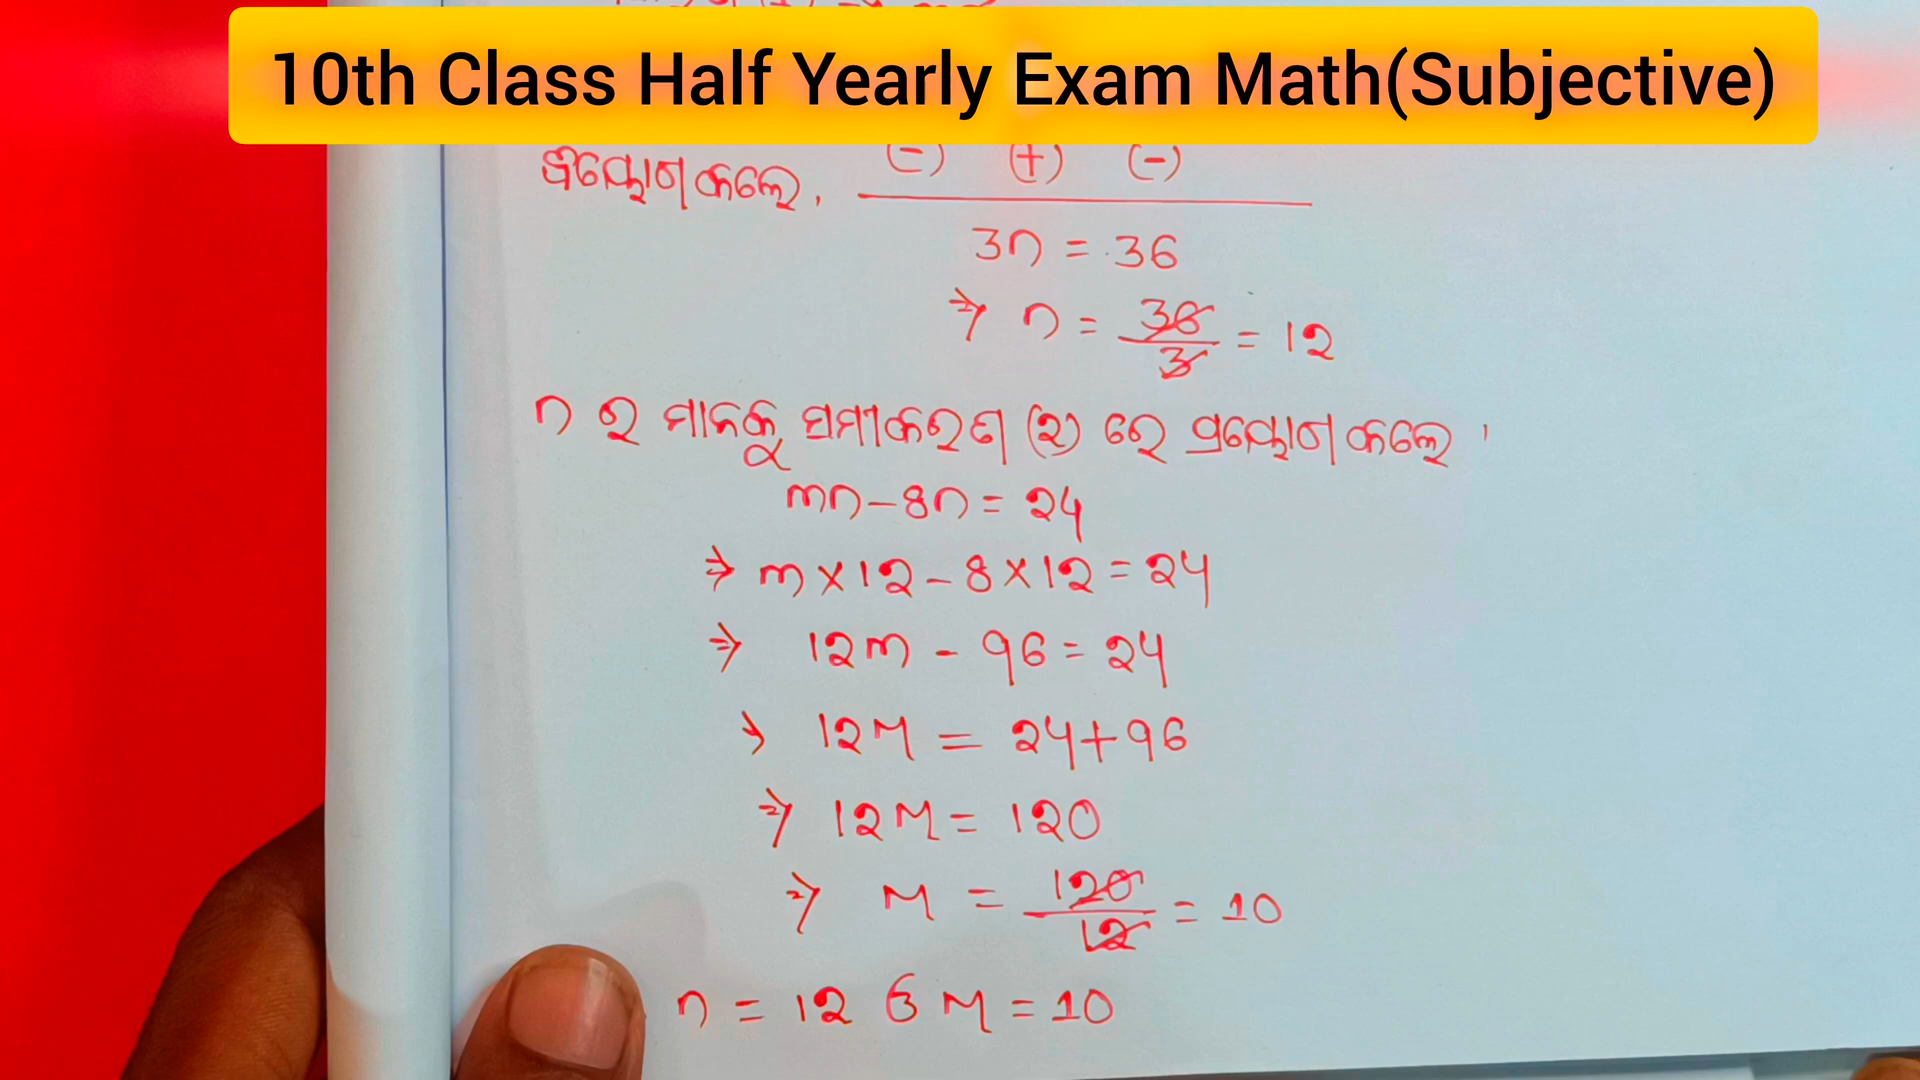 10th Class Half Yearly Exam Math(Subjective)
(-) (+) (-)
ବିୟୋଗ କଲେ,
3n = 36
⇒ n = 36/3 = 12
n ର ମାନକୁ ସମୀକରଣ (୨) ରେ ପ୍ରୟୋଗ କଲେ,
mn – 8n = 24
⇒ m × 12 – 8 × 12 = 24
⇒ 12m - 96 = 24
⇒ 12m = 24 + 96
⇒ 12m = 120
⇒ m = 120/12 = 10
n = 12 ଓ m = 10